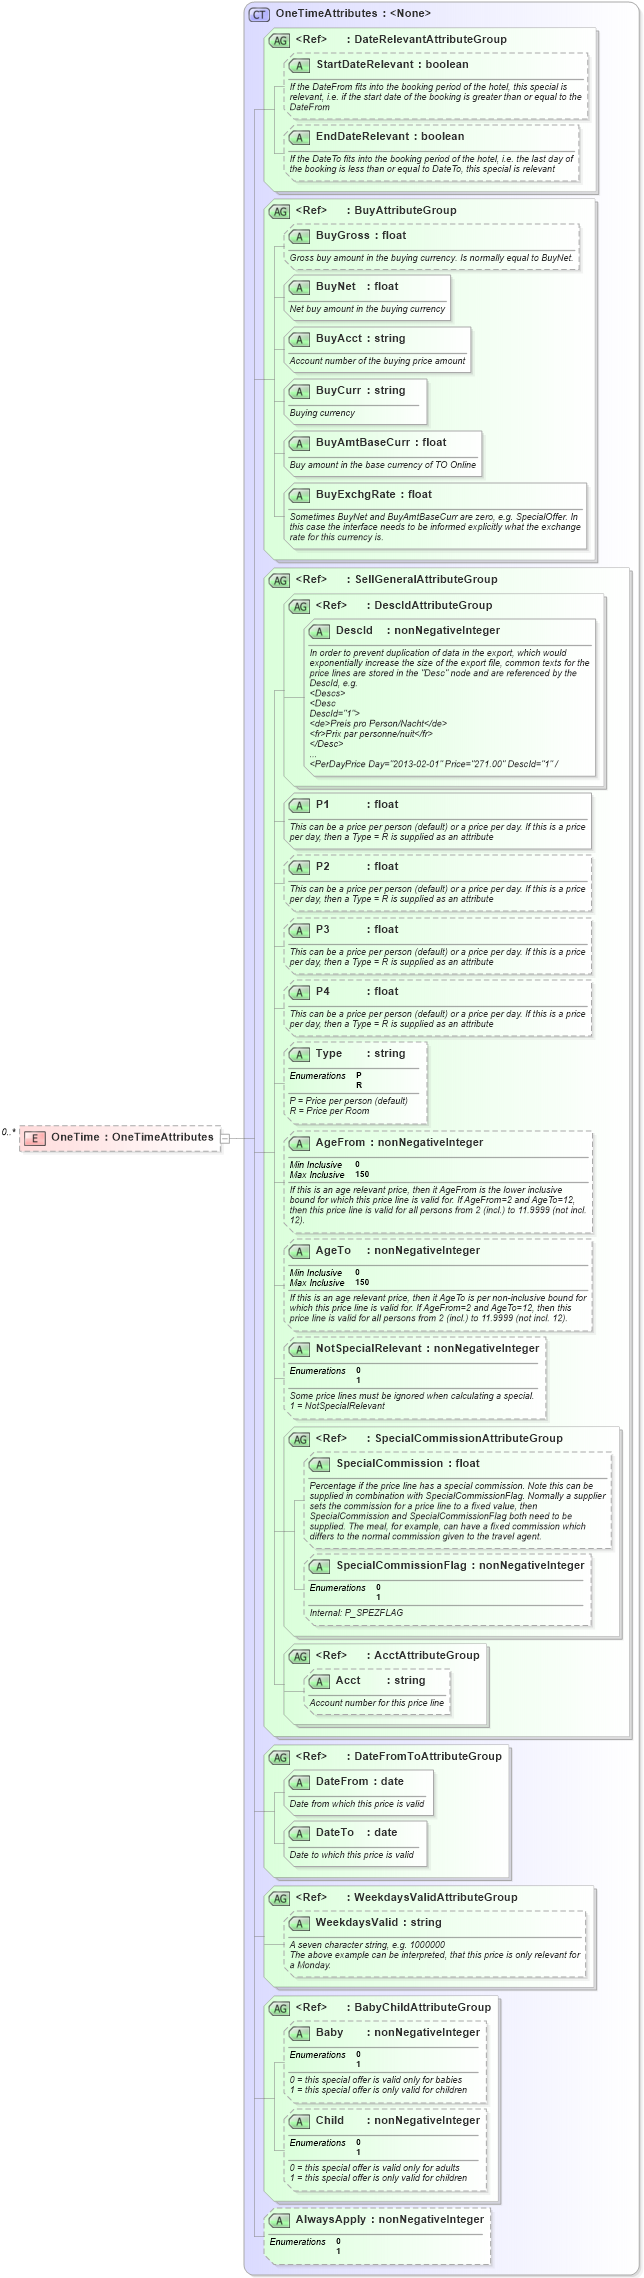 CT OneTimeAttributes : <None>
AG <Ref> : DateRelevantAttributeGroup
A StartDateRelevant : boolean
If the DateFrom fits into the booking period of the hotel, this special is
relevant, i.e. if the start date of the booking is greater than or equal to the
DateFrom
A EndDateRelevant : boolean
If the DateTo fits into the booking period of the hotel, i.e. the last day of
the booking is less than or equal to DateTo, this special is relevant
AG <Ref> : BuyAttributeGroup
A BuyGross : float
Gross buy amount in the buying currency. Is normally equal to BuyNet.
A BuyNet : float
Net buy amount in the buying currency
A BuyAcct : string
Account number of the buying price amount
A BuyCurr : string
Buying currency
A BuyAmtBaseCurr : float
Buy amount in the base currency of TO Online
A BuyExchgRate : float
Sometimes BuyNet and BuyAmtBaseCurr are zero, e.g. SpecialOffer. In
this case the interface needs to be informed explicitly what the exchange
rate for this currency is.
AG <Ref> : SellGeneralAttributeGroup
AG <Ref> : DescIdAttributeGroup
A DescId : nonNegativeInteger
In order to prevent duplication of data in the export, which would
exponentially increase the size of the export file, common texts for the
price lines are stored in the "Desc" node and are referenced by the
DescId, e.g.
<Descs>
<Desc
DescId="1">
<de>Preis pro Person/Nacht</de>
<fr>Prix par personne/nuit</fr>
</Desc>
...
<PerDayPrice Day="2013-02-01" Price="271.00" DescId="1" /
A P1 : float
This can be a price per person (default) or a price per day. If this is a price
per day, then a Type = R is supplied as an attribute
A P2 : float
This can be a price per person (default) or a price per day. If this is a price
per day, then a Type = R is supplied as an attribute
A P3 : float
This can be a price per person (default) or a price per day. If this is a price
per day, then a Type = R is supplied as an attribute
A P4 : float
This can be a price per person (default) or a price per day. If this is a price
per day, then a Type = R is supplied as an attribute
A Type : string
Enumerations P
R
P = Price per person (default)
R = Price per Room
0..* E OneTime : OneTimeAttributes
A AgeFrom : nonNegativeInteger
Min Inclusive 0
Max Inclusive 150
If this is an age relevant price, then it AgeFrom is the lower inclusive
bound for which this price line is valid for. If AgeFrom=2 and AgeTo=12,
then this price line is valid for all persons from 2 (incl.) to 11.9999 (not incl.
12).
A AgeTo : nonNegativeInteger
Min Inclusive 0
Max Inclusive 150
If this is an age relevant price, then it AgeTo is per non-inclusive bound for
which this price line is valid for. If AgeFrom=2 and AgeTo=12, then this
price line is valid for all persons from 2 (incl.) to 11.9999 (not incl. 12).
A NotSpecialRelevant : nonNegativeInteger
Enumerations 0
1
Some price lines must be ignored when calculating a special.
1 = NotSpecialRelevant
AG <Ref> : SpecialCommissionAttributeGroup
A SpecialCommission : float
Percentage if the price line has a special commission. Note this can be
supplied in combination with SpecialCommissionFlag. Normally a supplier
sets the commission for a price line to a fixed value, then
SpecialCommission and SpecialCommissionFlag both need to be
supplied. The meal, for example, can have a fixed commission which
differs to the normal commission given to the travel agent.
A SpecialCommissionFlag : nonNegativeInteger
Enumerations 0
1
Internal: P_SPEZFLAG
AG <Ref> : AcctAttributeGroup
A Acct : string
Account number for this price line
AG <Ref> : DateFromToAttributeGroup
A DateFrom : date
Date from which this price is valid
A DateTo : date
Date to which this price is valid
AG <Ref> : WeekdaysValidAttributeGroup
A WeekdaysValid : string
A seven character string, e.g. 1000000
The above example can be interpreted, that this price is only relevant for
a Monday.
AG <Ref> : BabyChildAttributeGroup
A Baby : nonNegativeInteger
Enumerations 0
1
0 = this special offer is valid only for babies
1 = this special offer is only valid for children
A Child : nonNegativeInteger
Enumerations 0
1
0 = this special offer is valid only for adults
1 = this special offer is only valid for children
A AlwaysApply : nonNegativeInteger
Enumerations 0
1